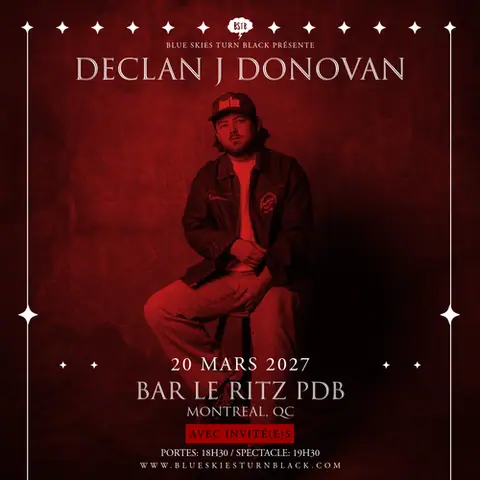 BSTB
BLUE SKIES TURN BLACK PRÉSENTE
DECLAN J DONOVAN
20 MARS 2027
BAR LE RITZ PDB
MONTREAL, QC
AVEC INVITÉ(E)S
PORTES: 18H30 / SPECTACLE: 19H30
WWW.BLUESKIESTURNBLACK.COM